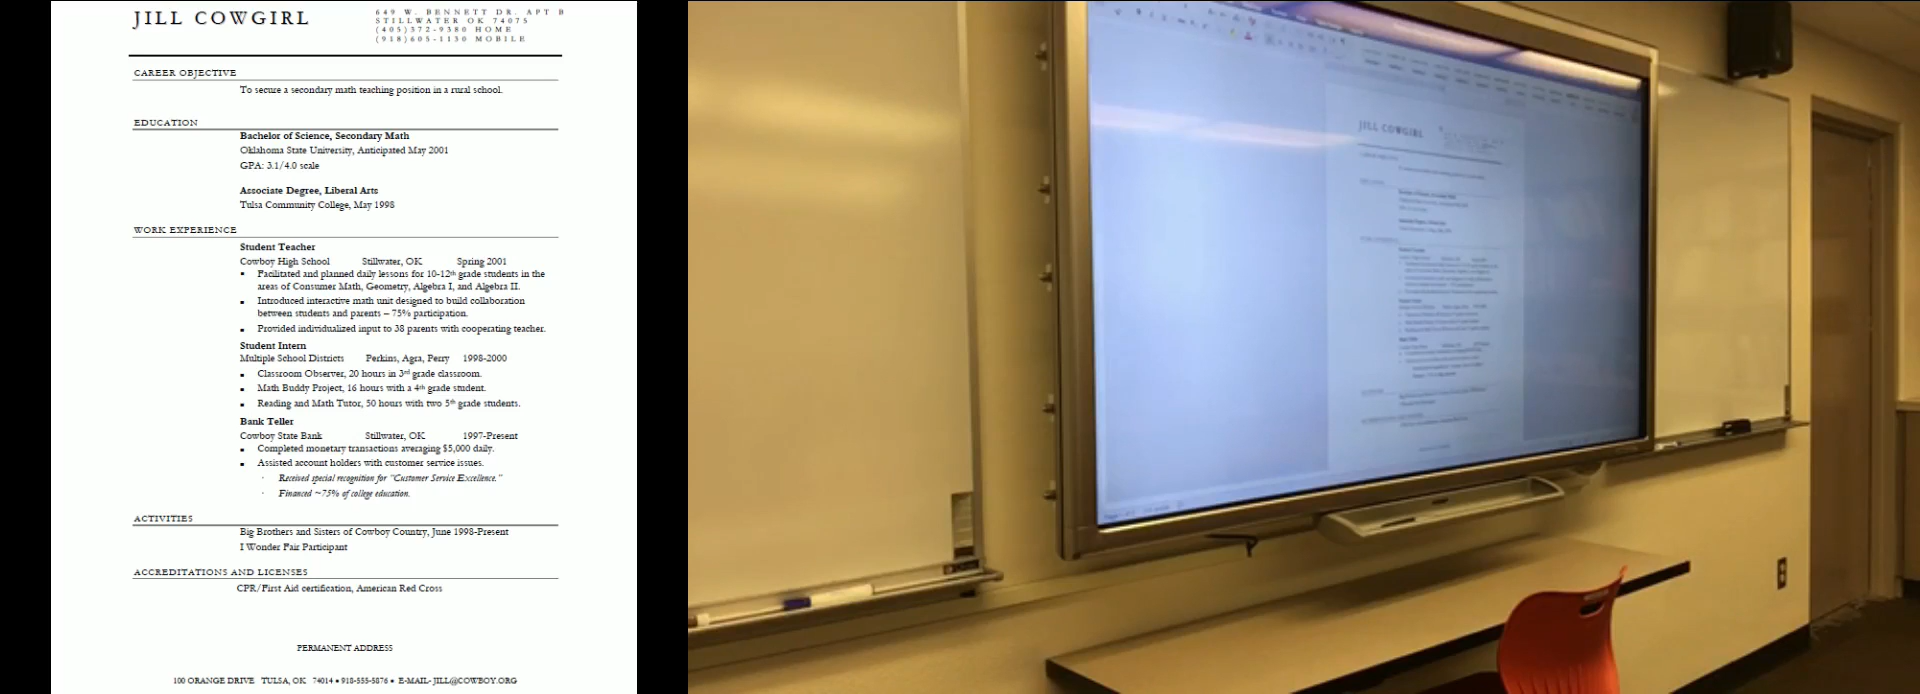 JILL COWGIRL
649 W. BENNETT DR. APT B
STILLWATER OK 74075
(405)372-9380 HOME
(918)605-1130 MOBILE
CAREER OBJECTIVE
To secure a secondary math teaching position in a rural school.
EDUCATION
Bachelor of Science, Secondary Math
Oklahoma State University, Anticipated May 2001
GPA: 3.1/4.0 scale
Associate Degree, Liberal Arts
Tulsa Community College, May 1998
WORK EXPERIENCE
Student Teacher
Cowboy High School Stillwater, OK Spring 2001
▪ Facilitated and planned daily lessons for 10-12th grade students in the
areas of Consumer Math, Geometry, Algebra I, and Algebra II.
▪ Introduced interactive math unit designed to build collaboration
between students and parents – 75% participation.
▪ Provided individualized input to 38 parents with cooperating teacher.
Student Intern
Multiple School Districts Perkins, Agra, Perry 1998-2000
▪ Classroom Observer, 20 hours in 3rd grade classroom.
▪ Math Buddy Project, 16 hours with a 4th grade student.
▪ Reading and Math Tutor, 50 hours with two 5th grade students.
Bank Teller
Cowboy State Bank Stillwater, OK 1997-Present
▪ Completed monetary transactions averaging $5,000 daily.
▪ Assisted account holders with customer service issues.
· Received special recognition for "Customer Service Excellence."
· Financed ~75% of college education.
ACTIVITIES
Big Brothers and Sisters of Cowboy Country, June 1998-Present
I Wonder Fair Participant
ACCREDITATIONS AND LICENSES
CPR/First Aid certification, American Red Cross
PERMANENT ADDRESS
100 ORANGE DRIVE TULSA, OK 74014 • 918-555-5876 • E-MAIL- JILL@COWBOY.ORG
JILL COWGIRL